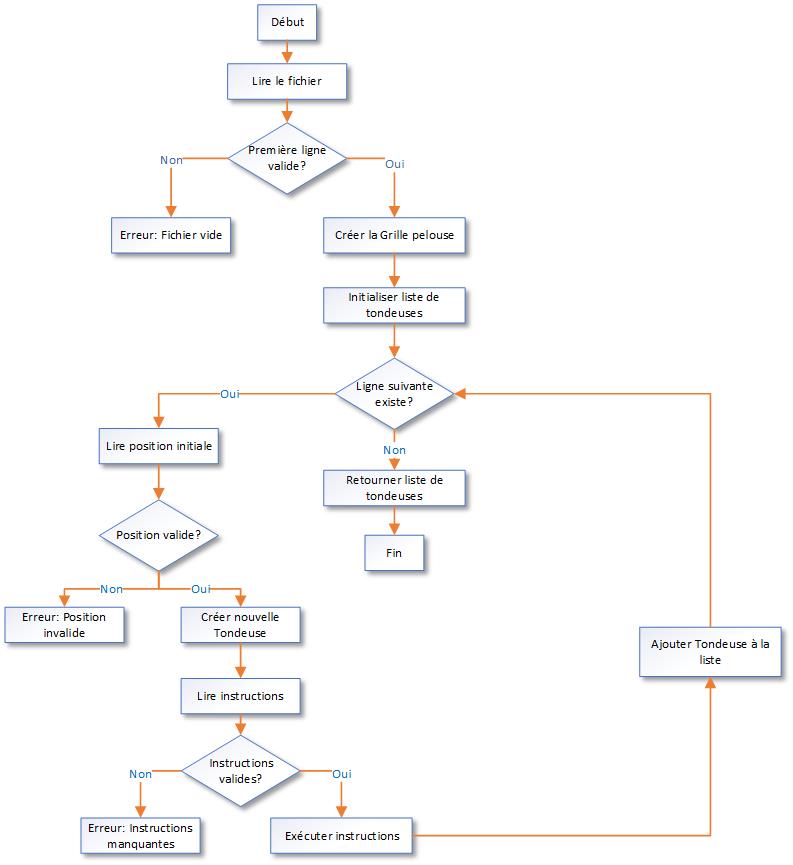 Début
Lire le fichier
Première ligne
valide?
Non
Oui
Erreur: Fichier vide
Créer la Grille pelouse
Initialiser liste de
tondeuses
Ligne suivante
existe?
Oui
Non
Lire position initiale
Retourner liste de
tondeuses
Position valide?
Fin
Non
Oui
Erreur: Position
invalide
Créer nouvelle
Tondeuse
Ajouter Tondeuse à la
liste
Lire instructions
Instructions
valides?
Non
Oui
Erreur: Instructions
manquantes
Exécuter instructions